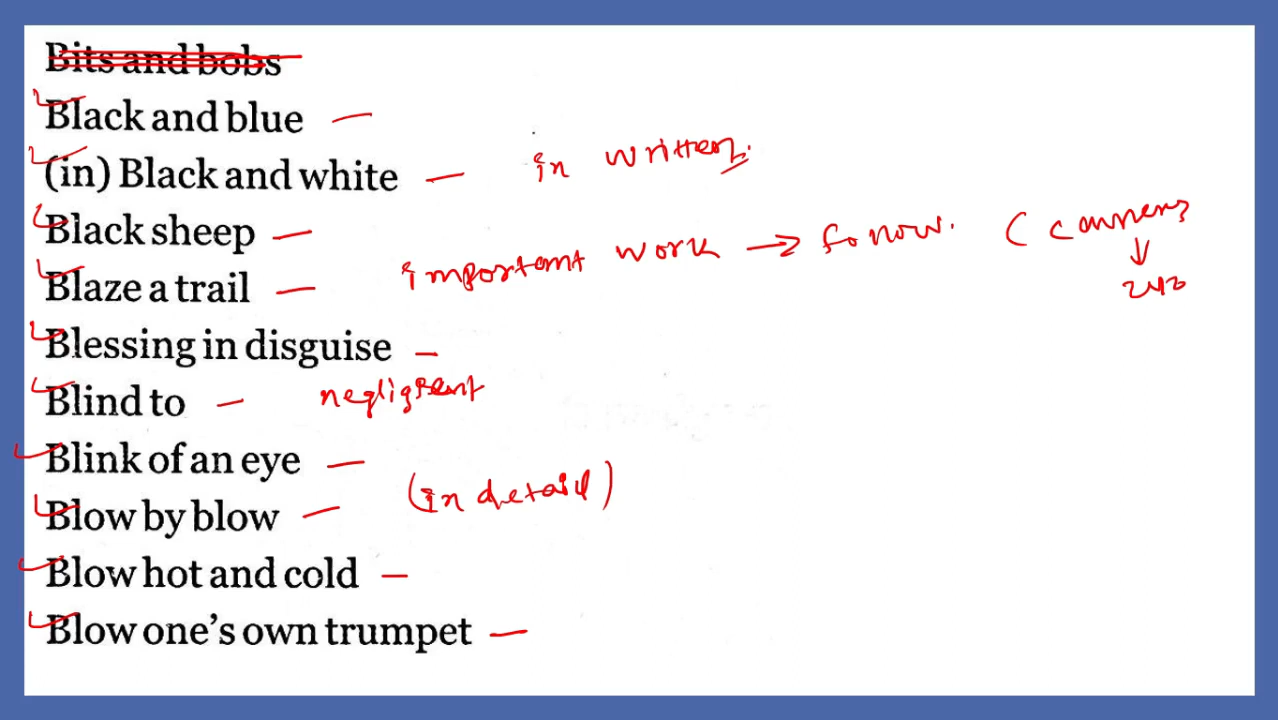 Bits and bobs
Black and blue —
(in) Black and white — in written.
Black sheep —
Blaze a trail — important work → follow. (
Blessing in disguise —
Blind to — negligent
Blink of an eye —
Blow by blow — (in detail)
Blow hot and cold —
Blow one's own trumpet —